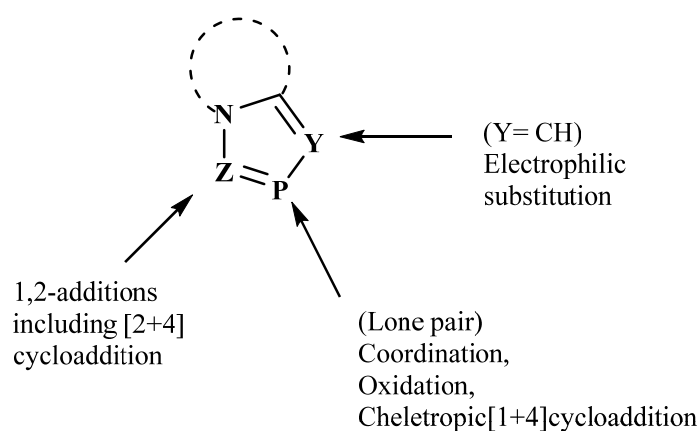 N
Y
Z
P
(Y= CH)
Electrophilic
substitution
1,2-additions
including [2+4]
cycloaddition
(Lone pair)
Coordination,
Oxidation,
Cheletropic[1+4]cycloaddition